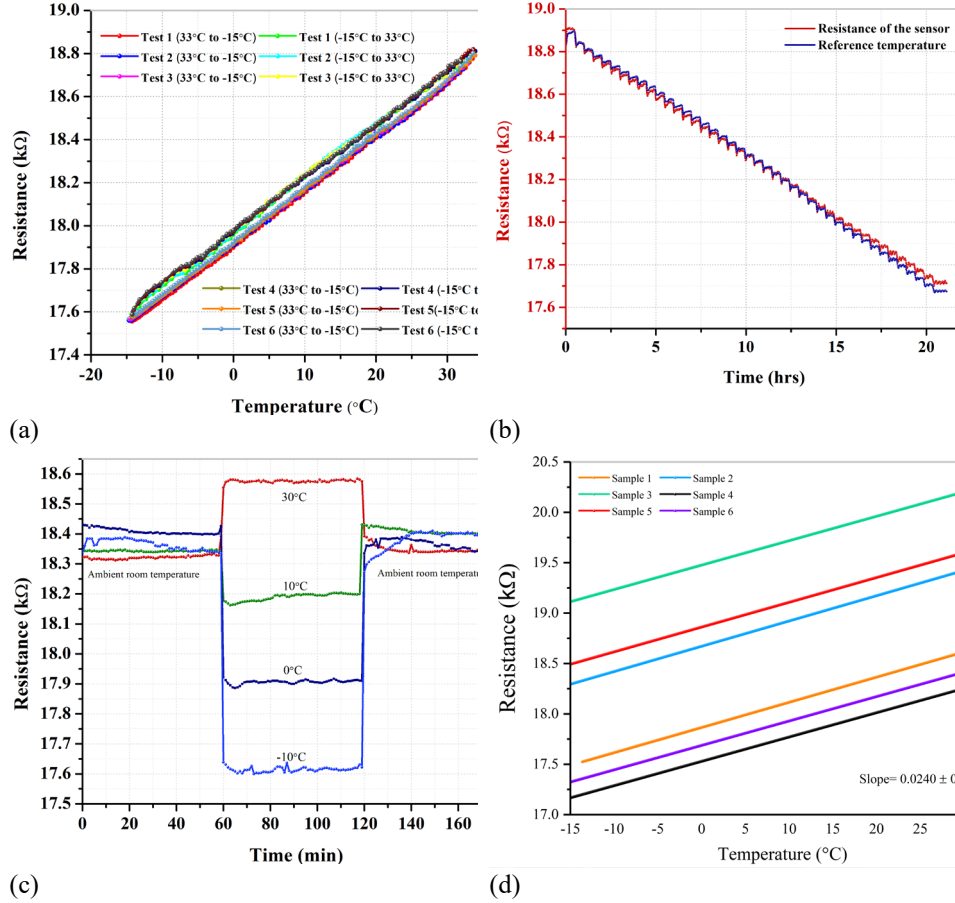 19.0
18.8
18.6
18.4
18.2
18.0
17.8
17.6
17.4
Resistance (kΩ)
Test 1 (33°C to -15°C) Test 1 (-15°C to 33°C)
Test 2 (33°C to -15°C) Test 2 (-15°C to 33°C)
Test 3 (33°C to -15°C) Test 3 (-15°C to 33°C)
Test 4 (33°C to -15°C) Test 4 (-15°C t
Test 5 (33°C to -15°C) Test 5(-15°C to
Test 6 (33°C to -15°C) Test 6 (-15°C t
-20 -10 0 10 20 30
Temperature (°C)
(a)
19.0
18.8
18.6
18.4
18.2
18.0
17.8
17.6
Resistance (kΩ)
Resistance of the sensor
Reference temperature
0 5 10 15 20
Time (hrs)
(b)
18.6
18.5
18.4
18.3
18.2
18.1
18.0
17.9
17.8
17.7
17.6
17.5
Resistance (kΩ)
30°C
Ambient room temperature
Ambient room temperatu
10°C
0°C
-10°C
0 20 40 60 80 100 120 140 160
Time (min)
(c)
20.5
20.0
19.5
19.0
18.5
18.0
17.5
17.0
Resistance (kΩ)
Sample 1 Sample 2
Sample 3 Sample 4
Sample 5 Sample 6
Slope= 0.0240 ± 0
-15 -10 -5 0 5 10 15 20 25
Temperature (°C)
(d)